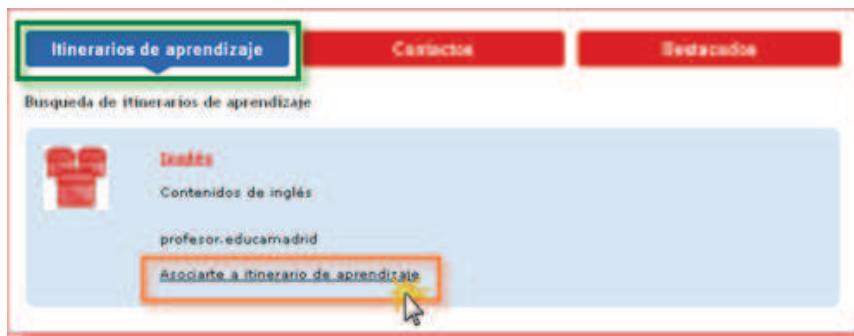 Itinerarios de aprendizaje
Contactos
Destacados
Busqueda de itinerarios de aprendizaje
Inglés
Contenidos de inglés
profesor.educamadrid
Asociarte a itinerario de aprendizaje